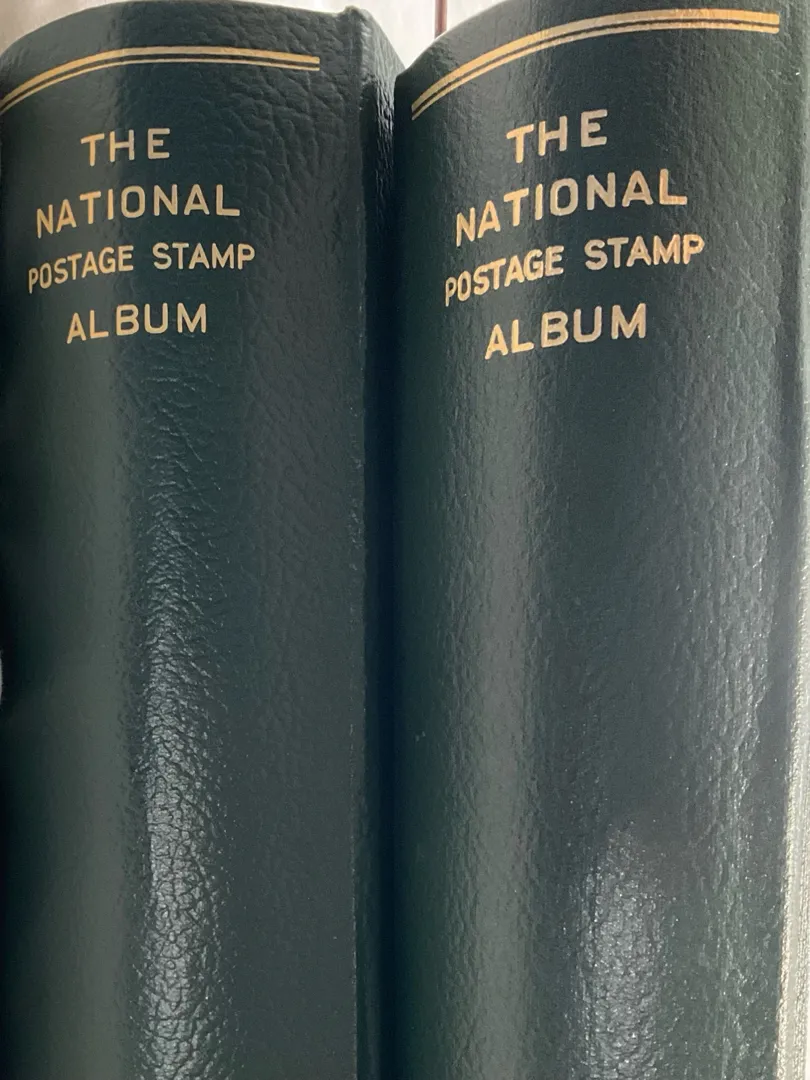 THE
NATIONAL
POSTAGE STAMP
ALBUM
THE
NATIONAL
POSTAGE STAMP
ALBUM